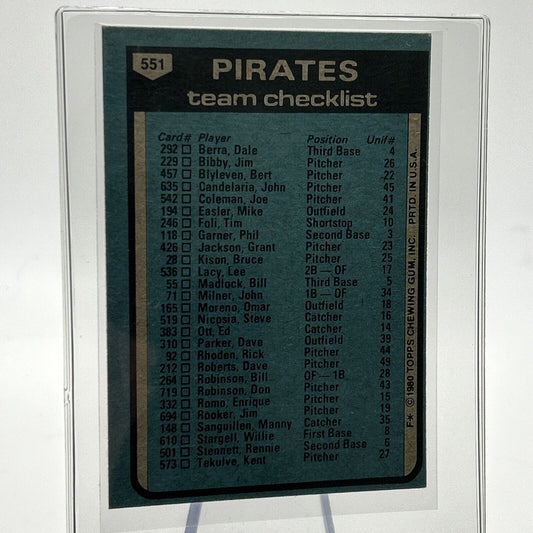 551
PIRATES
team checklist
Card# Player Position Unif#
292 Berra, Dale Third Base 4
229 Bibby, Jim Pitcher 26
457 Blyleven, Bert Pitcher 22
635 Candelaria, John Pitcher 45
542 Coleman, Joe Pitcher 41
194 Easler, Mike Outfield 24
246 Foli, Tim Shortstop 10
118 Garner, Phil Second Base 3
426 Jackson, Grant Pitcher 23
28 Kison, Bruce Pitcher 25
536 Lacy, Lee 2B — OF 17
55 Madlock, Bill Third Base 5
71 Milner, John 1B — OF 34
165 Moreno, Omar Outfield 18
519 Nicosia, Steve Catcher 16
383 Ott, Ed Catcher 14
310 Parker, Dave Outfield 39
92 Rhoden, Rick Pitcher 44
212 Roberts, Dave Pitcher 49
264 Robinson, Bill OF — 1B 28
719 Robinson, Don Pitcher 43
332 Romo, Enrique Pitcher 15
694 Rooker, Jim Pitcher 19
148 Sanguillen, Manny Catcher 35
610 Stargell, Willie First Base 8
501 Stennett, Rennie Second Base 6
573 Tekulve, Kent Pitcher 27
F* © 1980 TOPPS CHEWING GUM, INC. PRTD. IN U.S.A.